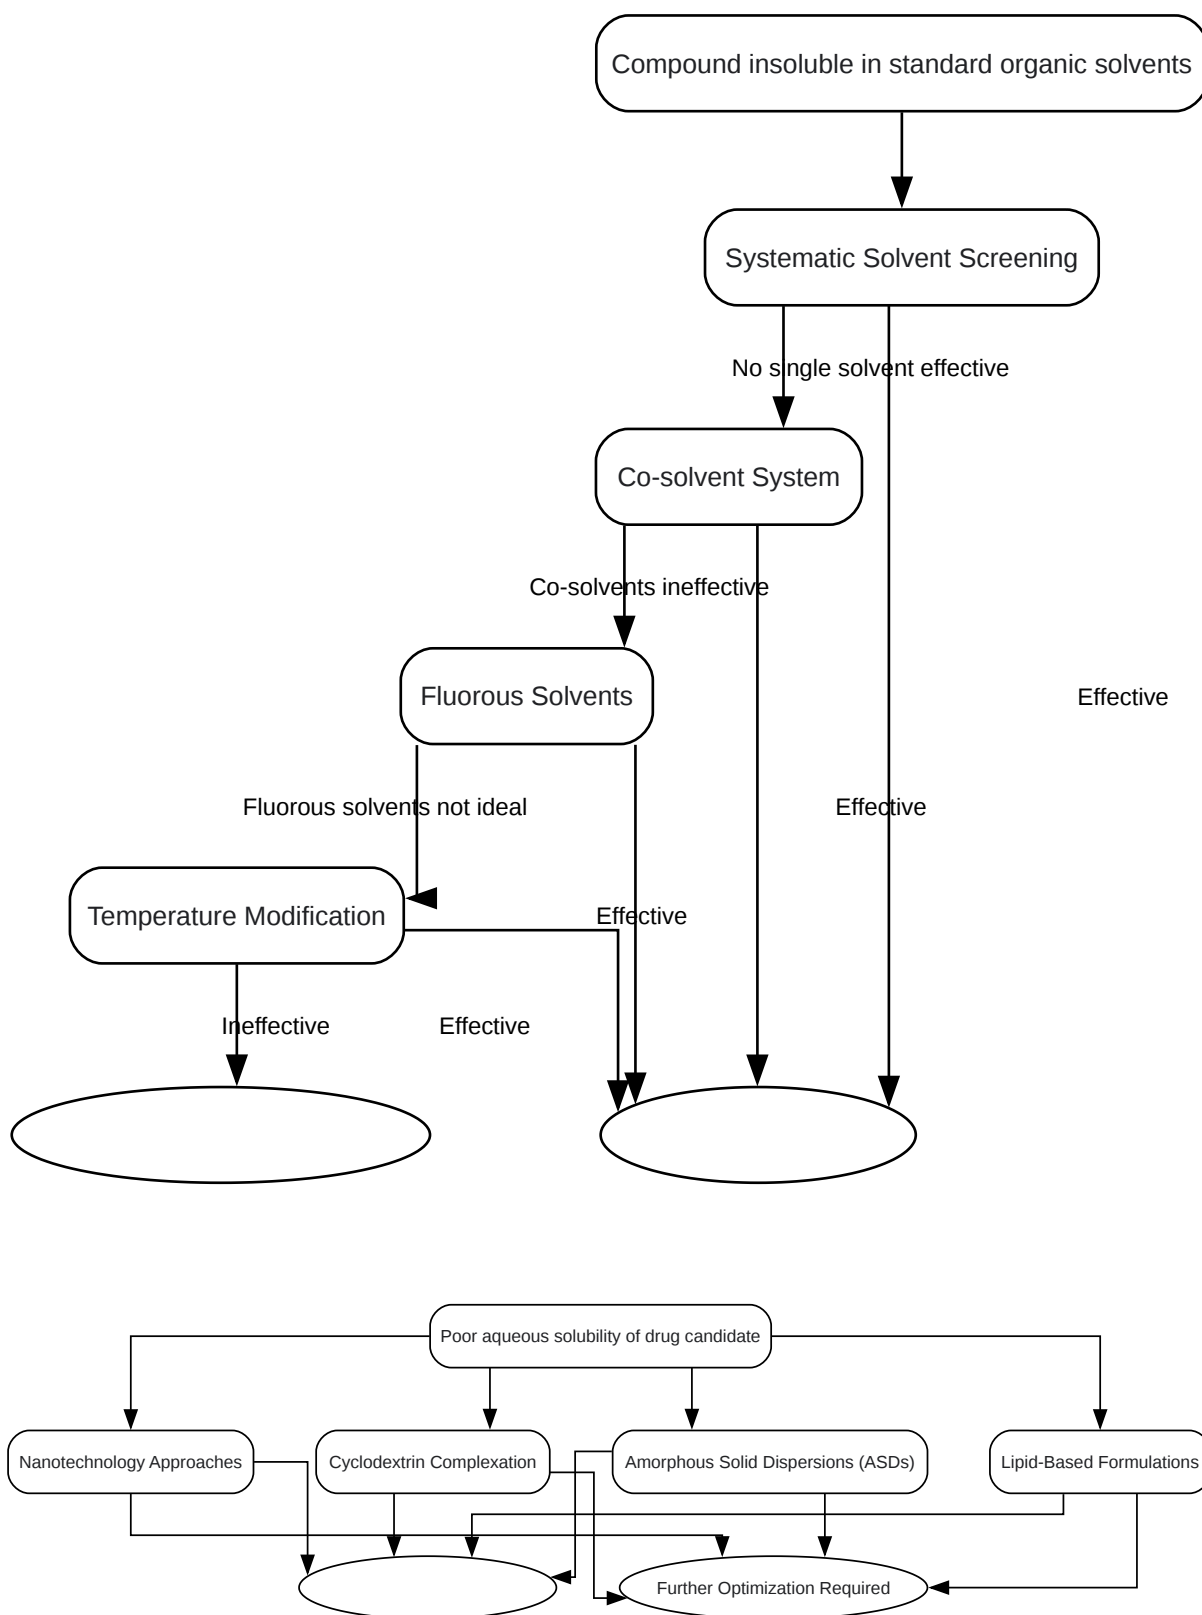 Compound insoluble in standard organic solvents
Systematic Solvent Screening
No single solvent effective
Co-solvent System
Co-solvents ineffective
Fluorous Solvents
Effective
Fluorous solvents not ideal
Effective
Temperature Modification
Effective
Ineffective
Effective
Poor aqueous solubility of drug candidate
Nanotechnology Approaches
Cyclodextrin Complexation
Amorphous Solid Dispersions (ASDs)
Lipid-Based Formulations
Further Optimization Required